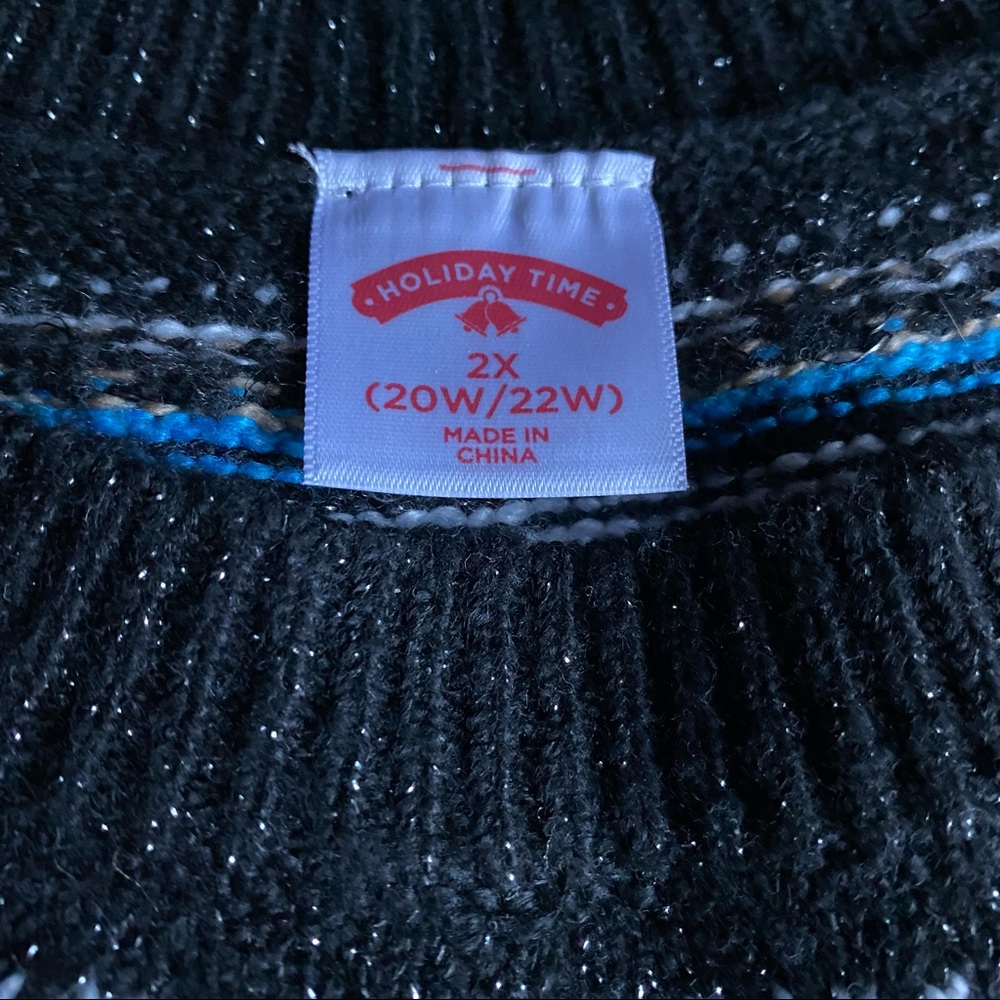 · HOLIDAY TIME ·
2X
(20W/22W)
MADE IN
CHINA